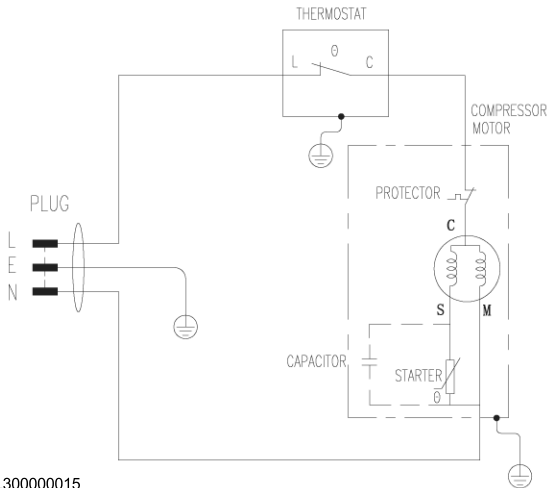 THERMOSTAT
L θ C
COMPRESSOR
MOTOR
PROTECTOR
PLUG
C
L
E
N
S M
CAPACITOR
STARTER
θ
300000015